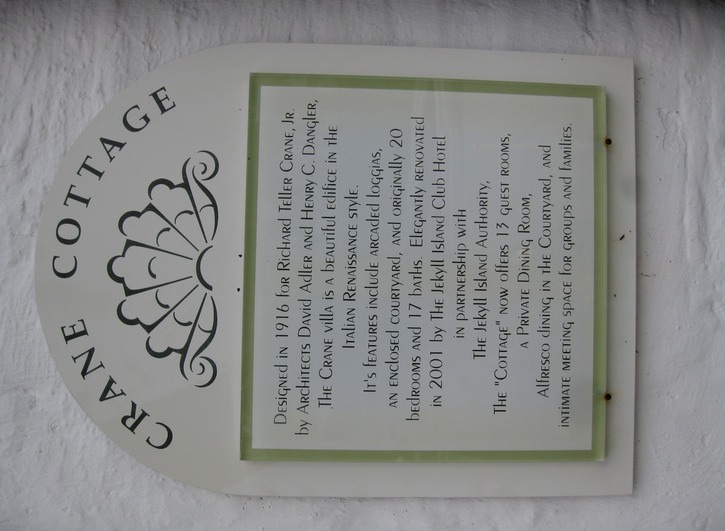 CRANE COTTAGE
Designed in 1916 for Richard Teller Crane, Jr.
by Architects David Adler and Henry C. Dangler,
The Crane villa is a beautiful edifice in the
Italian Renaissance style.
It's features include arcaded loggias,
an enclosed courtyard, and originally 20
bedrooms and 17 baths. Elegantly renovated
in 2001 by The Jekyll Island Club Hotel
in partnership with
The Jekyll Island Authority,
The "Cottage" now offers 13 guest rooms,
a Private Dining Room,
Alfresco dining in the Courtyard, and
intimate meeting space for groups and families.